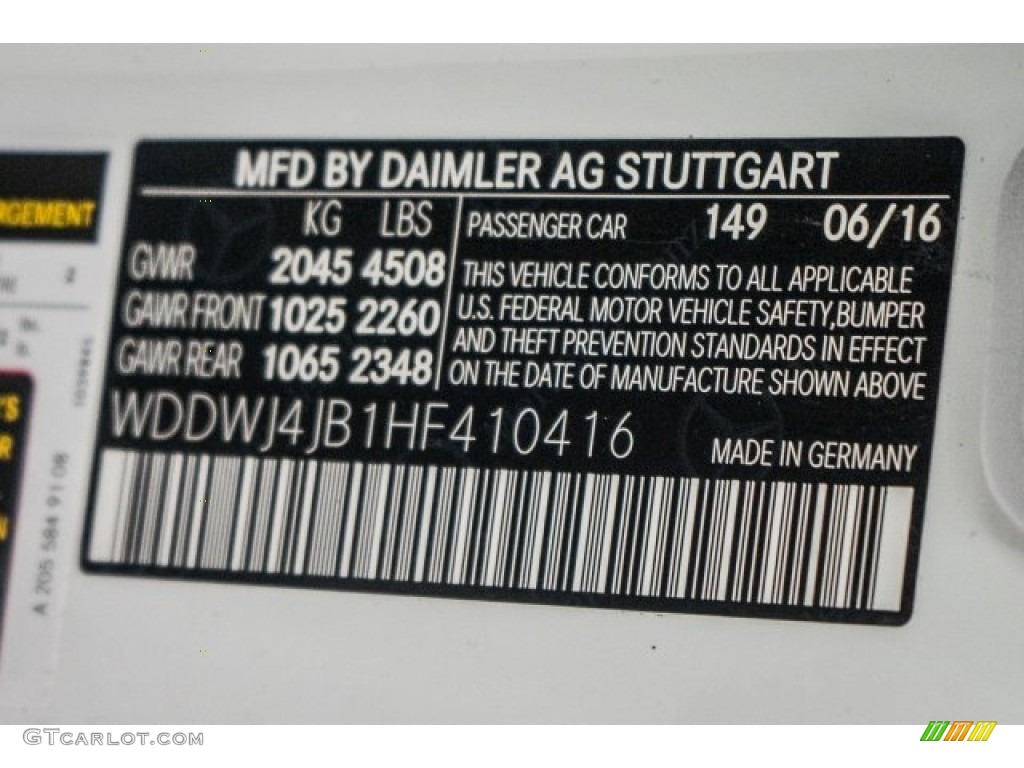 MFD BY DAIMLER AG STUTTGART
KG LBS
GVWR 2045 4508
GAWR FRONT 1025 2260
GAWR REAR 1065 2348
PASSENGER CAR 149 06/16
THIS VEHICLE CONFORMS TO ALL APPLICABLE
U.S. FEDERAL MOTOR VEHICLE SAFETY,BUMPER
AND THEFT PREVENTION STANDARDS IN EFFECT
ON THE DATE OF MANUFACTURE SHOWN ABOVE
WDDWJ4JB1HF410416
MADE IN GERMANY
A 205 584 91 08
GTCARLOT.COM